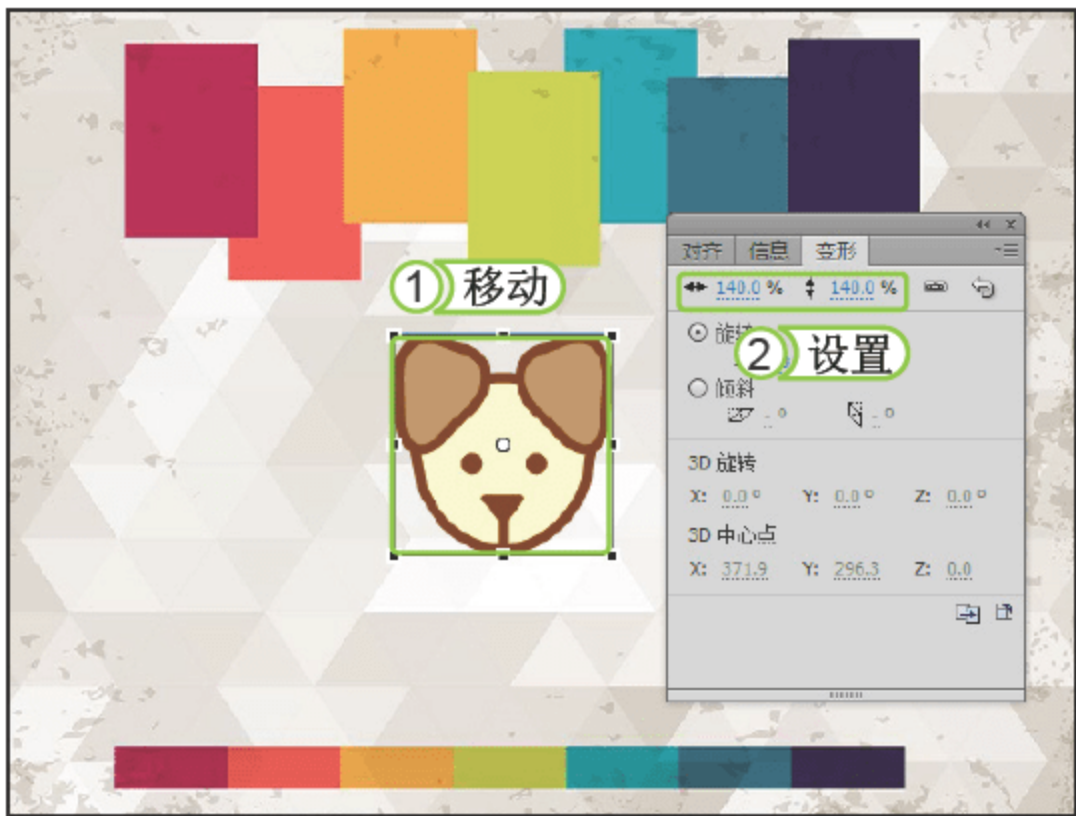 ① 移动
对齐 信息 变形
140.0 % 140.0 %
旋转
② 设置
倾斜
- ° - °
3D 旋转
X: 0.0 ° Y: 0.0 ° Z: 0.0 °
3D 中心点
X: 371.9 Y: 296.3 Z: 0.0